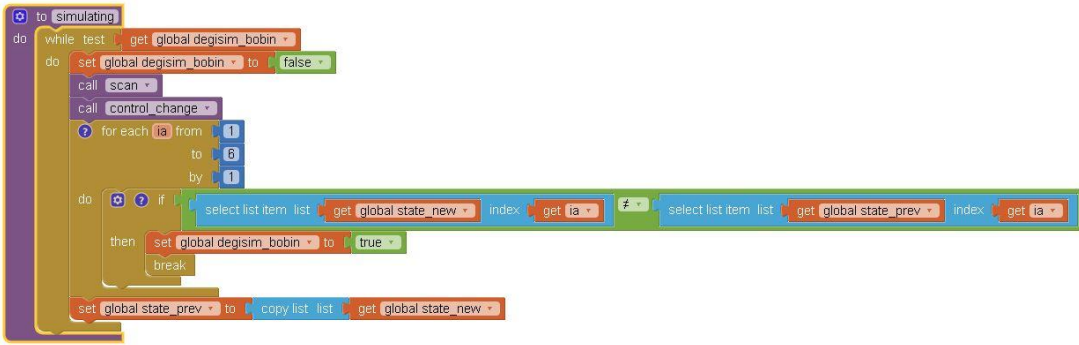 to simulating
do while test get global degisim_bobin
do set global degisim_bobin to false
call scan
call control_change
? for each ia from 1
to 6
by 1
do ? if select list item list get global state_new index get ia ≠ select list item list get global state_prev index get ia
then set global degisim_bobin to true
break
set global state_prev to copy list list get global state_new